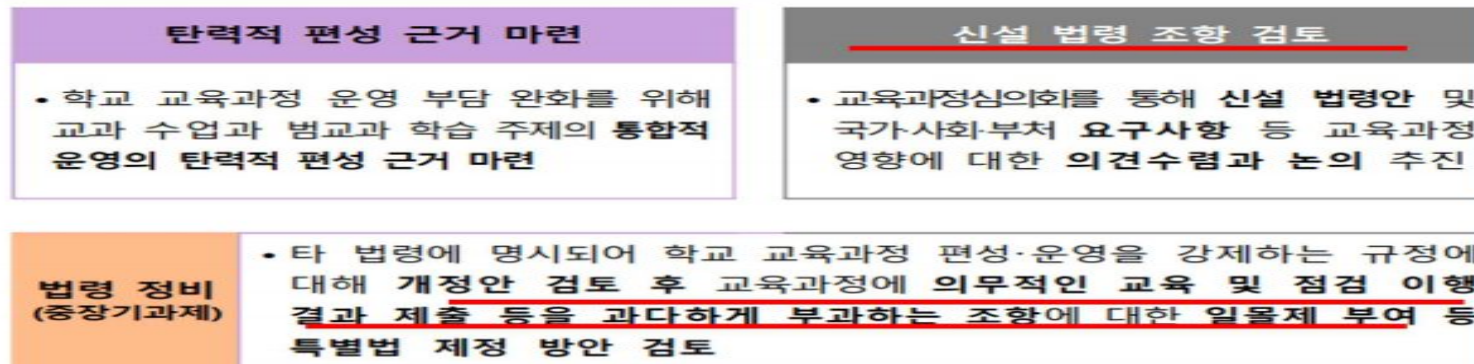 탄력적 편성 근거 마련
• 학교 교육과정 운영 부담 완화를 위해
교과 수업과 범교과 학습 주제의 통합적
운영의 탄력적 편성 근거 마련
신설 법령 조항 검토
• 교육과정심의회를 통해 신설 법령안 및
국가·사회·부처 요구사항 등 교육과정
영향에 대한 의견수렴과 논의 추진
법령 정비
(중장기과제)
• 타 법령에 명시되어 학교 교육과정 편성·운영을 강제하는 규정에
대해 개정안 검토 후 교육과정에 의무적인 교육 및 점검 이행
결과 제출 등을 과다하게 부과하는 조항에 대한 일몰제 부여 등
특별법 제정 방안 검토